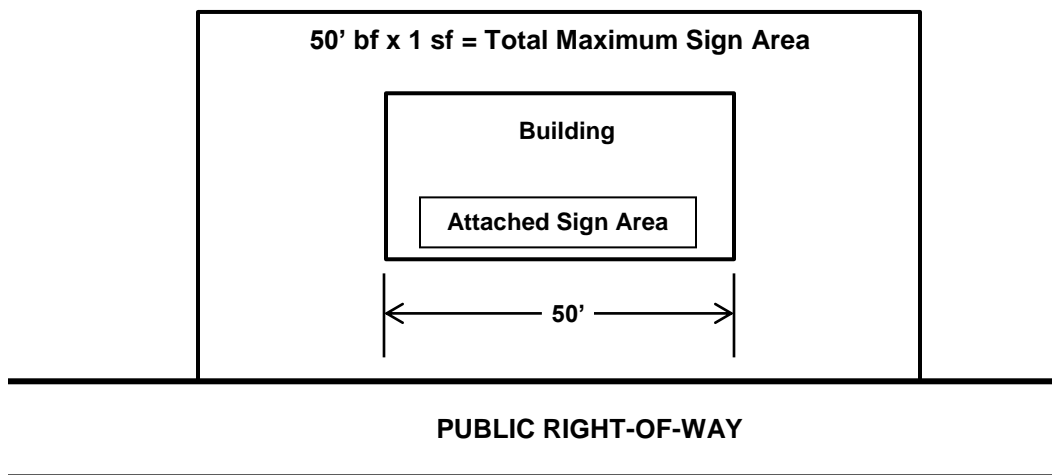 50’ bf x 1 sf = Total Maximum Sign Area
Building
Attached Sign Area
50’
PUBLIC RIGHT-OF-WAY